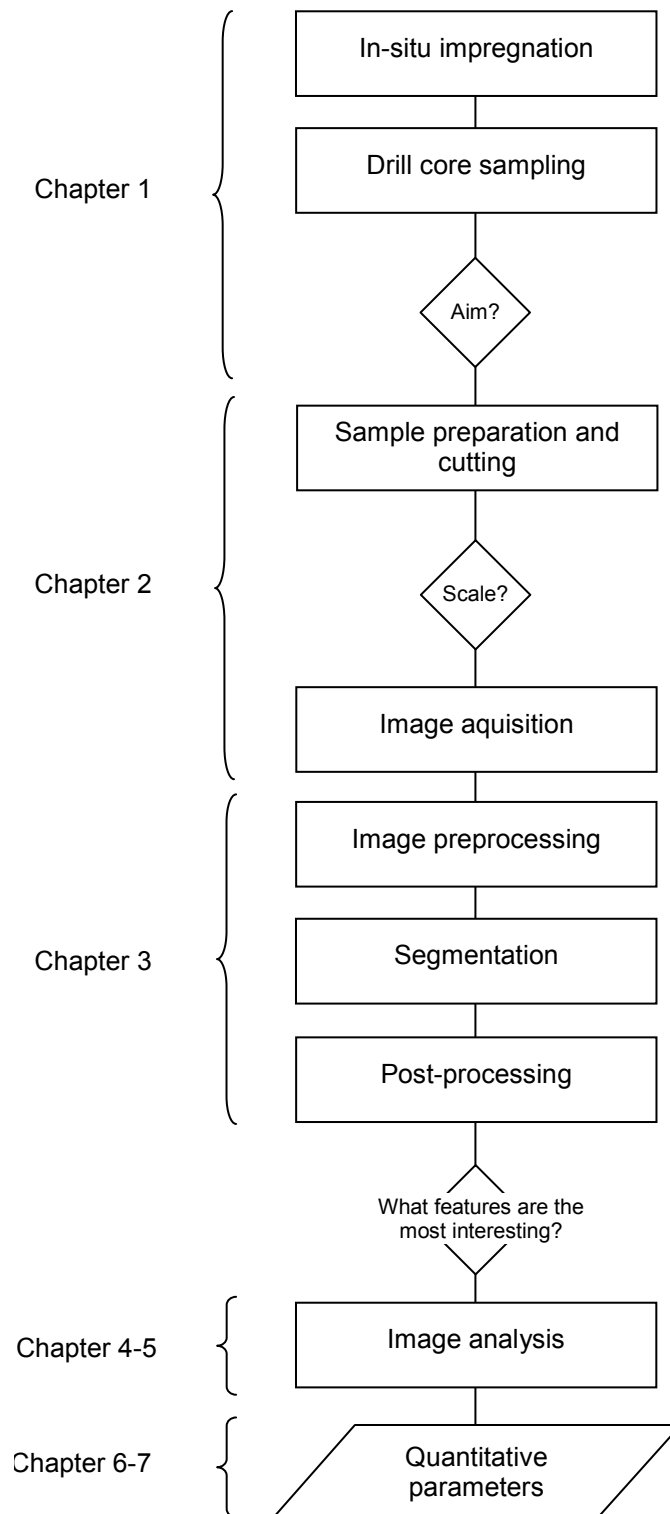 In-situ impregnation
Drill core sampling
Chapter 1
Aim?
Sample preparation and
cutting
Chapter 2
Scale?
Image aquisition
Image preprocessing
Chapter 3
Segmentation
Post-processing
What features are the
most interesting?
Chapter 4-5
Image analysis
Chapter 6-7
Quantitative
parameters